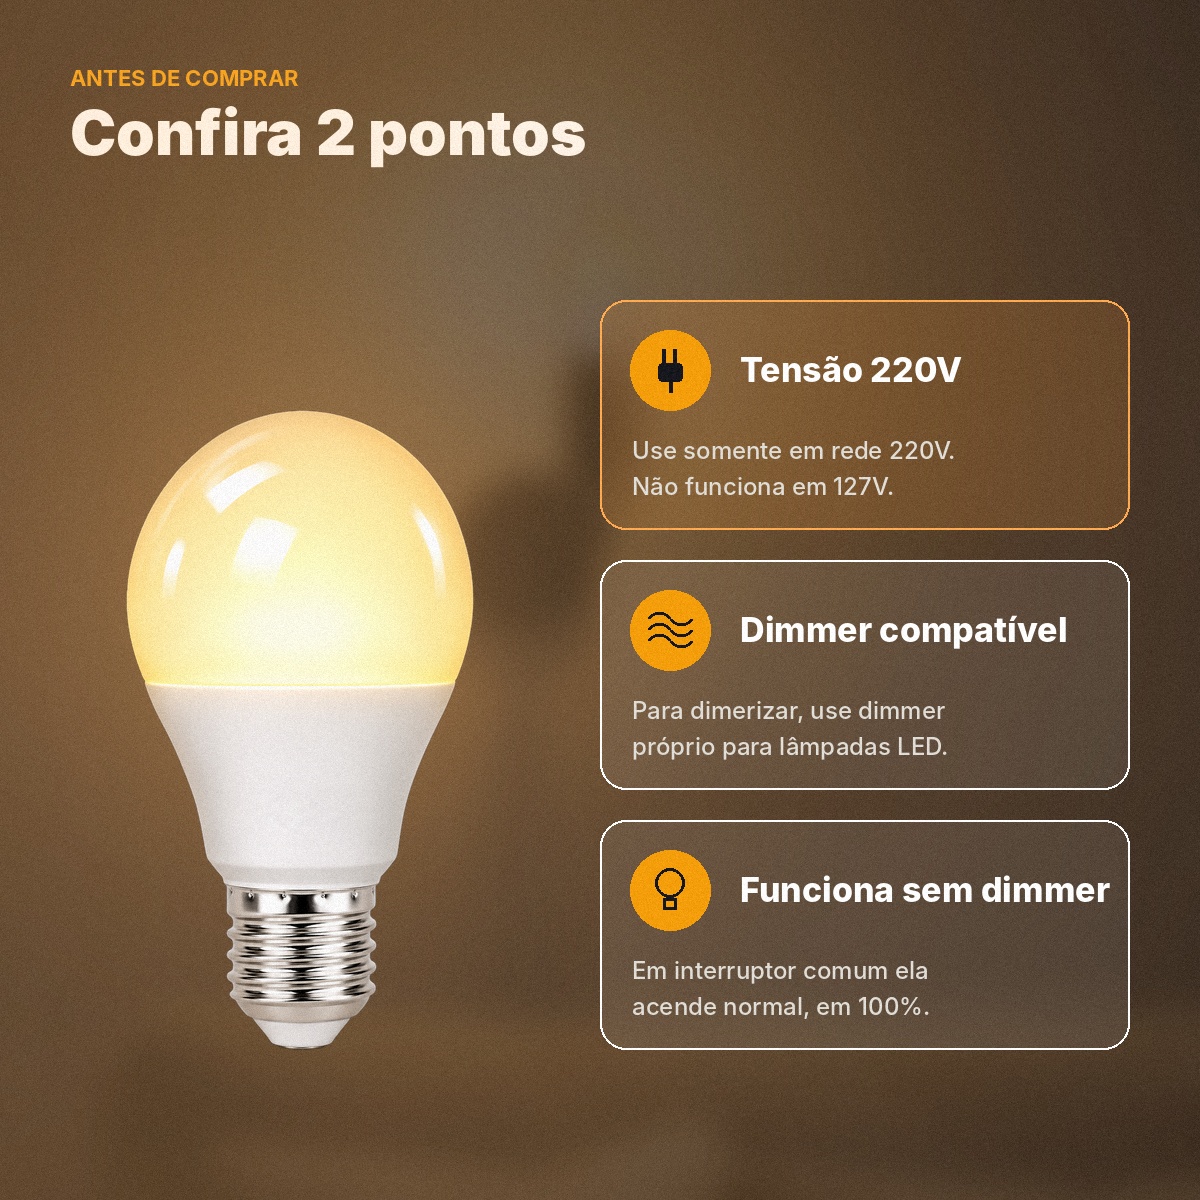 ANTES DE COMPRAR
Confira 2 pontos
Tensão 220V
Use somente em rede 220V.
Não funciona em 127V.
Dimmer compatível
Para dimerizar, use dimmer
próprio para lâmpadas LED.
Funciona sem dimmer
Em interruptor comum ela
acende normal, em 100%.